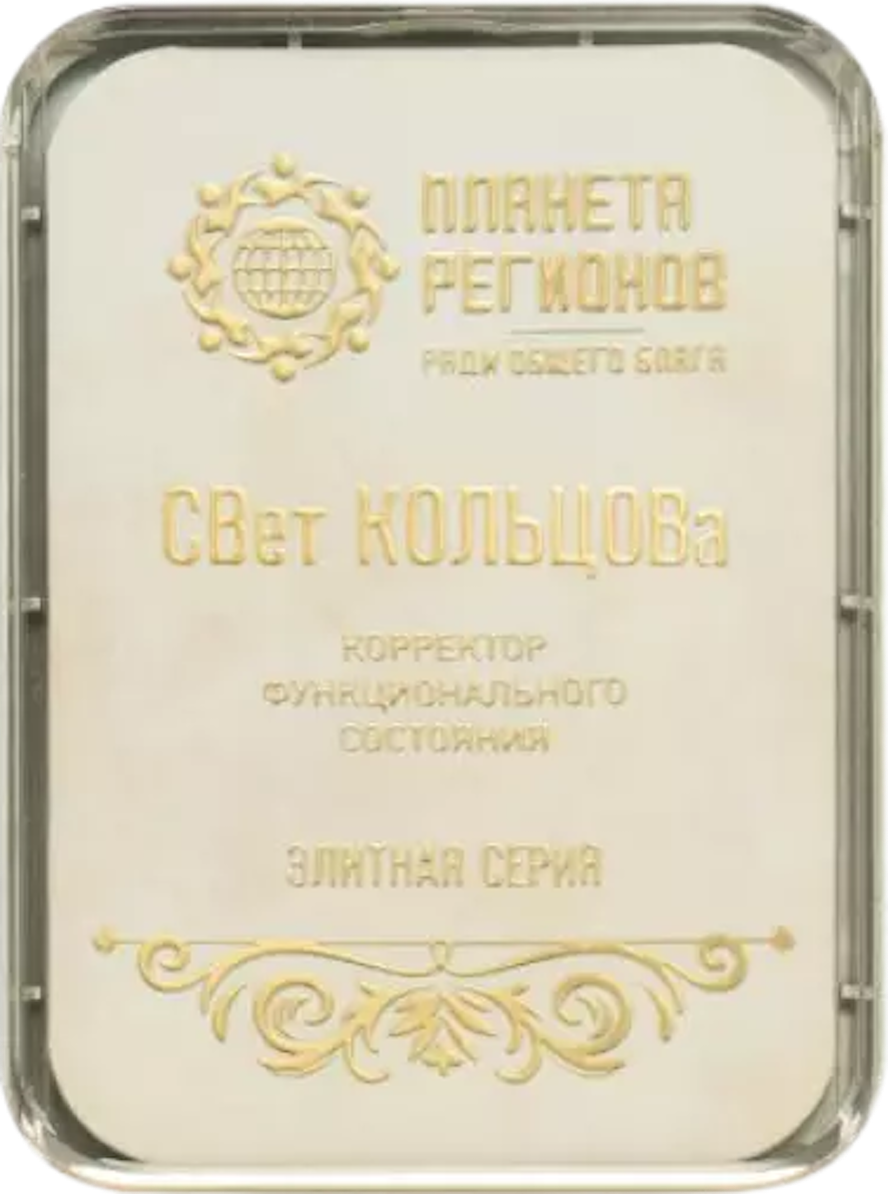 ПЛАНЕТА
РЕГИОНОВ
РАДИ ОБЩЕГО БЛАГА
СВет КОЛЬЦОВа
КОРРЕКТОР
ФУНКЦИОНАЛЬНОГО
СОСТОЯНИЯ
ЭЛИТНАЯ СЕРИЯ